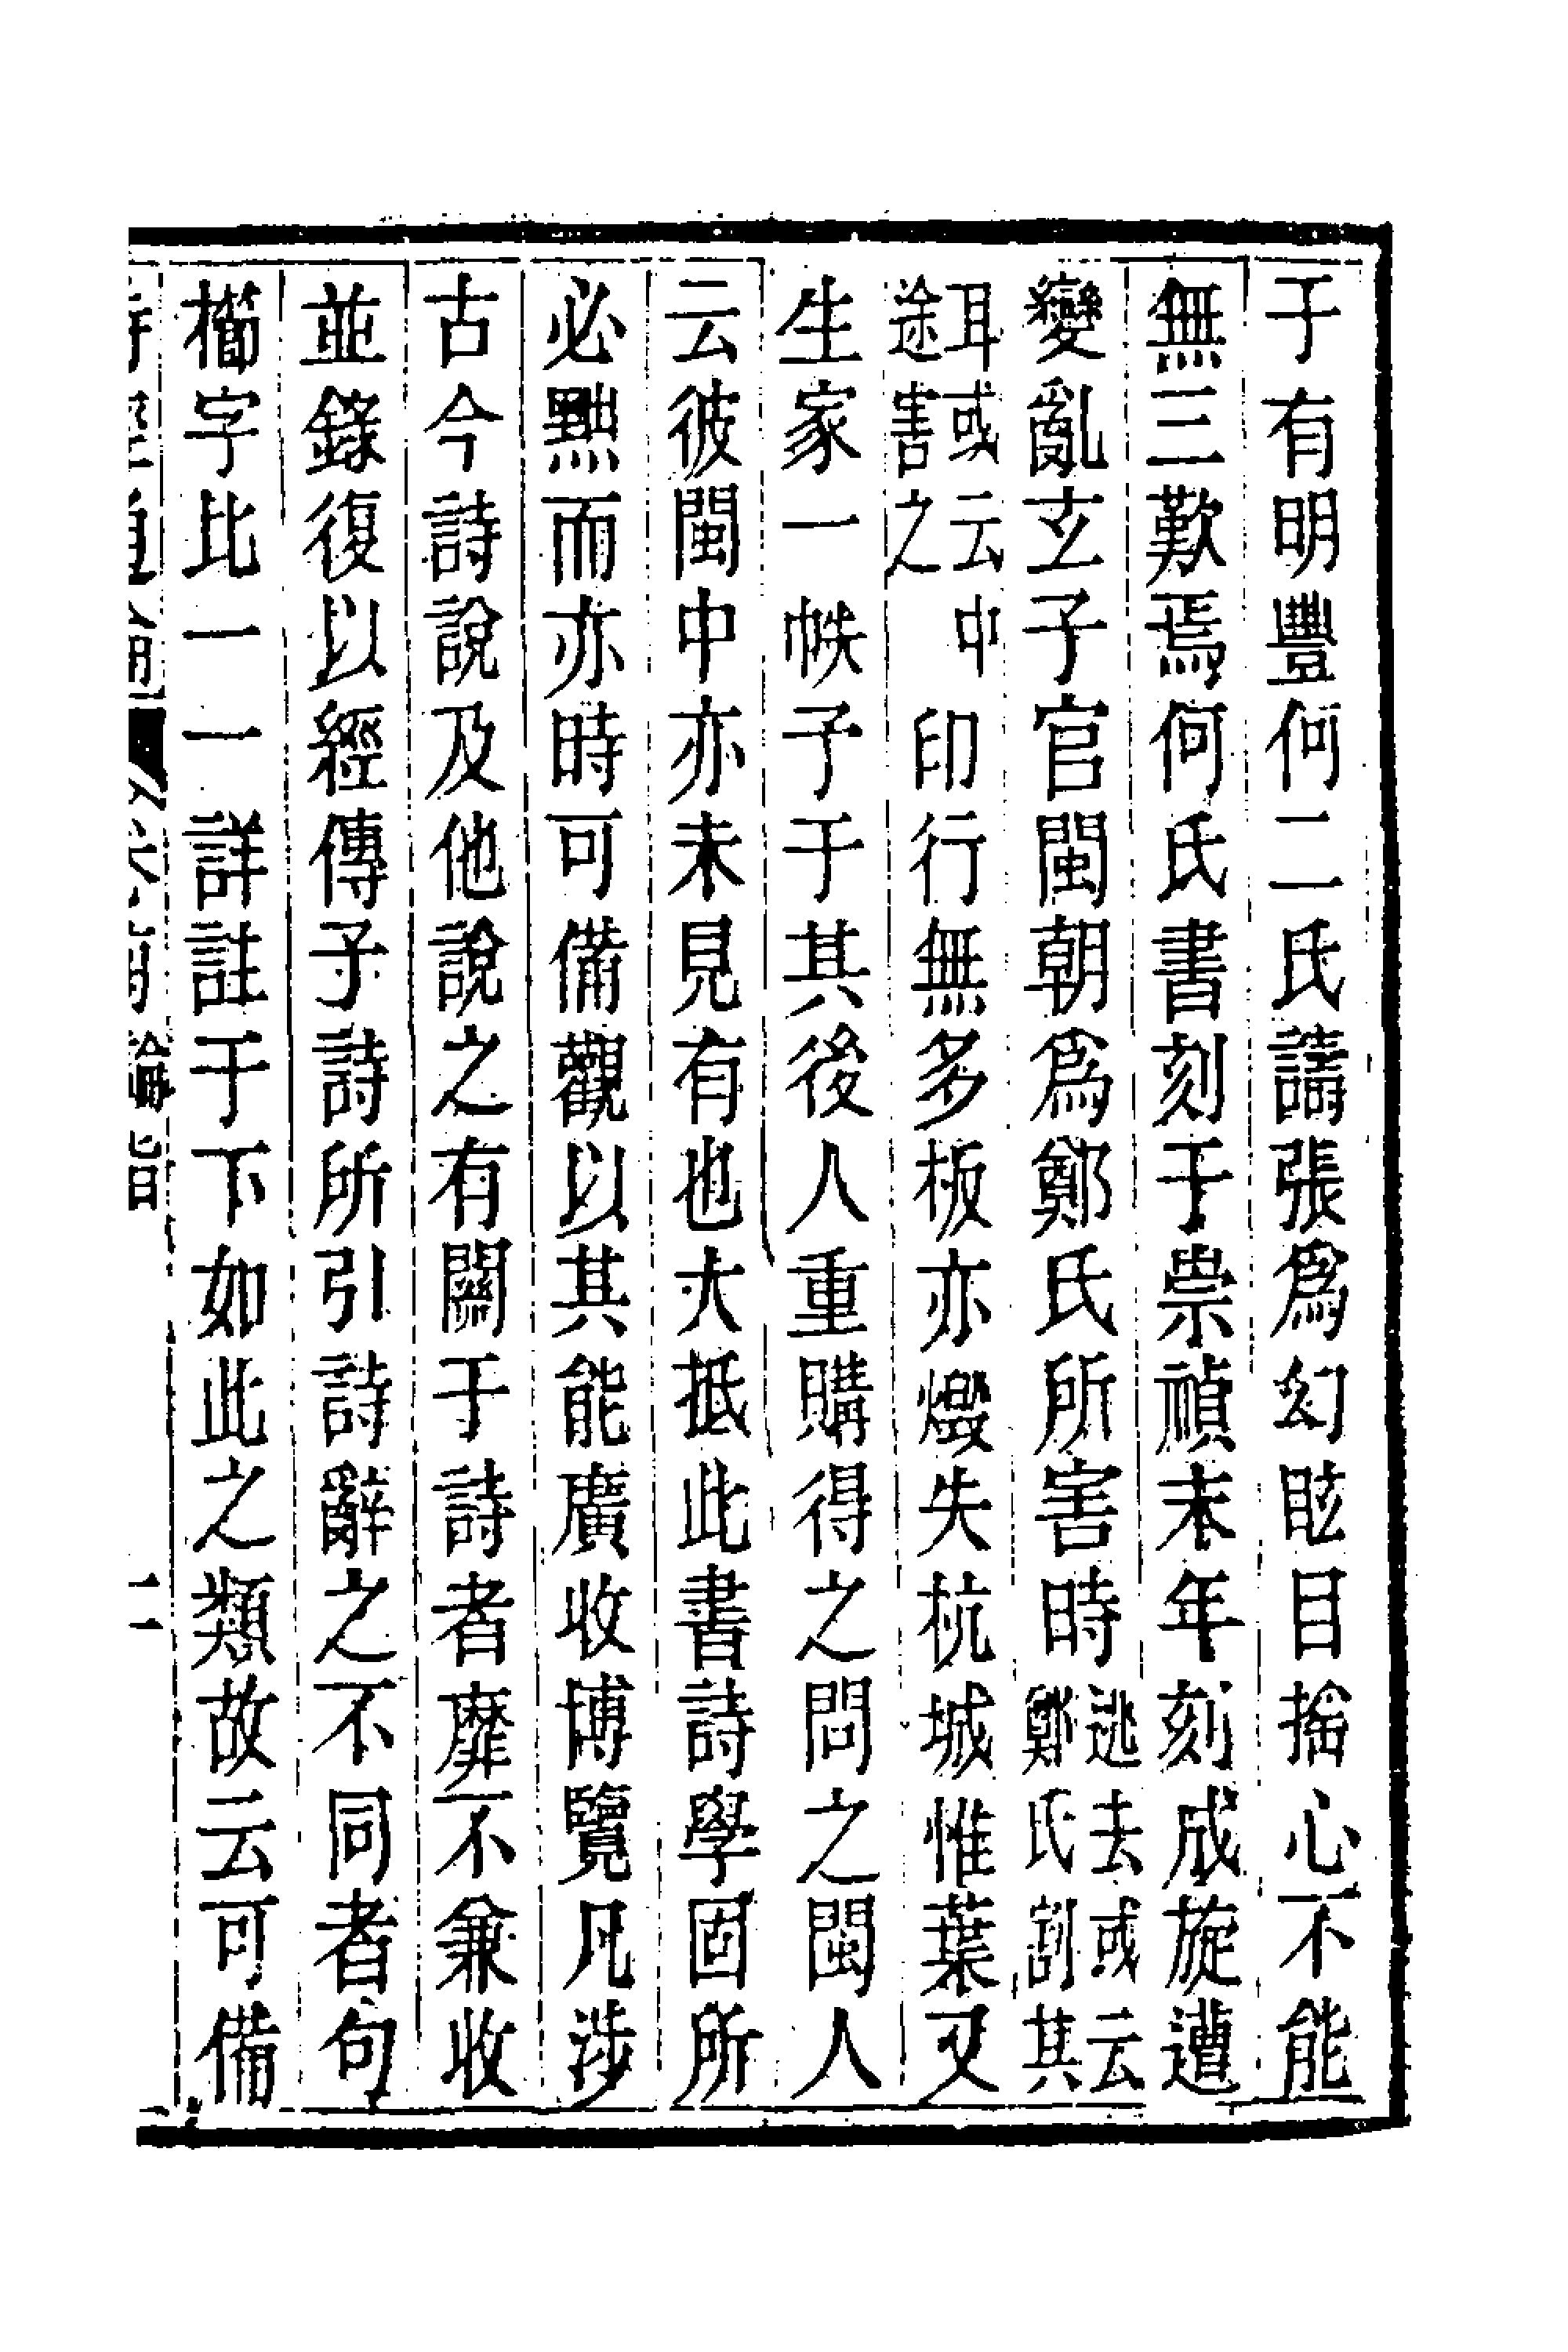 于有明豐何二氏譸張爲幻眩目搯心不能
無三歎焉何氏書刻于崇禎末年刻成旋遭
變亂玄子官閩朝爲鄭氏所害時逃去或云鄭氏割其
耳或云中途害之印行無多板亦燬失杭城惟葉又
生家一帙予于其後人重購得之問之閩人
云彼閩中亦未見有也大抵此書詩學固所
必黜而亦時可備觀以其能廣收博覽凡涉
古今詩說及他說之有關于詩者靡不兼收
並錄復以經傳子詩所引詩辭之不同者句
櫛字比一一詳註于下如此之類故云可備
論旨
二